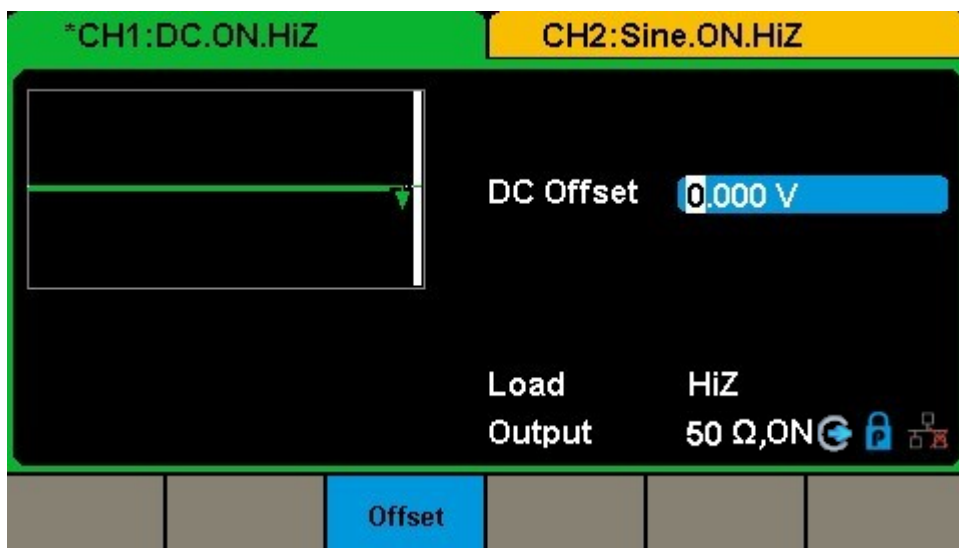 *CH1:DC.ON.HiZ
CH2:Sine.ON.HiZ
DC Offset 0.000 V
Load HiZ
Output 50 Ω,ON
P
Offset